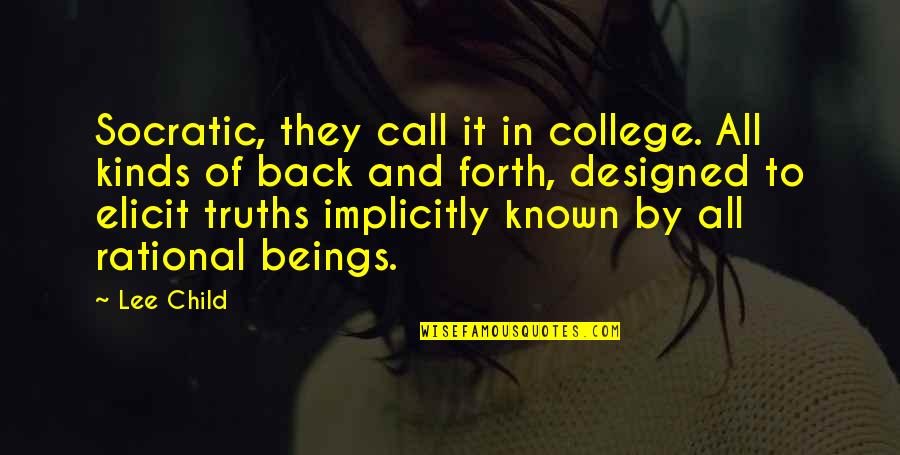 Socratic, they call it in college. All
kinds of back and forth, designed to
elicit truths implicitly known by all
rational beings.
~ Lee Child
WISEFAMOUSQUOTES.COM